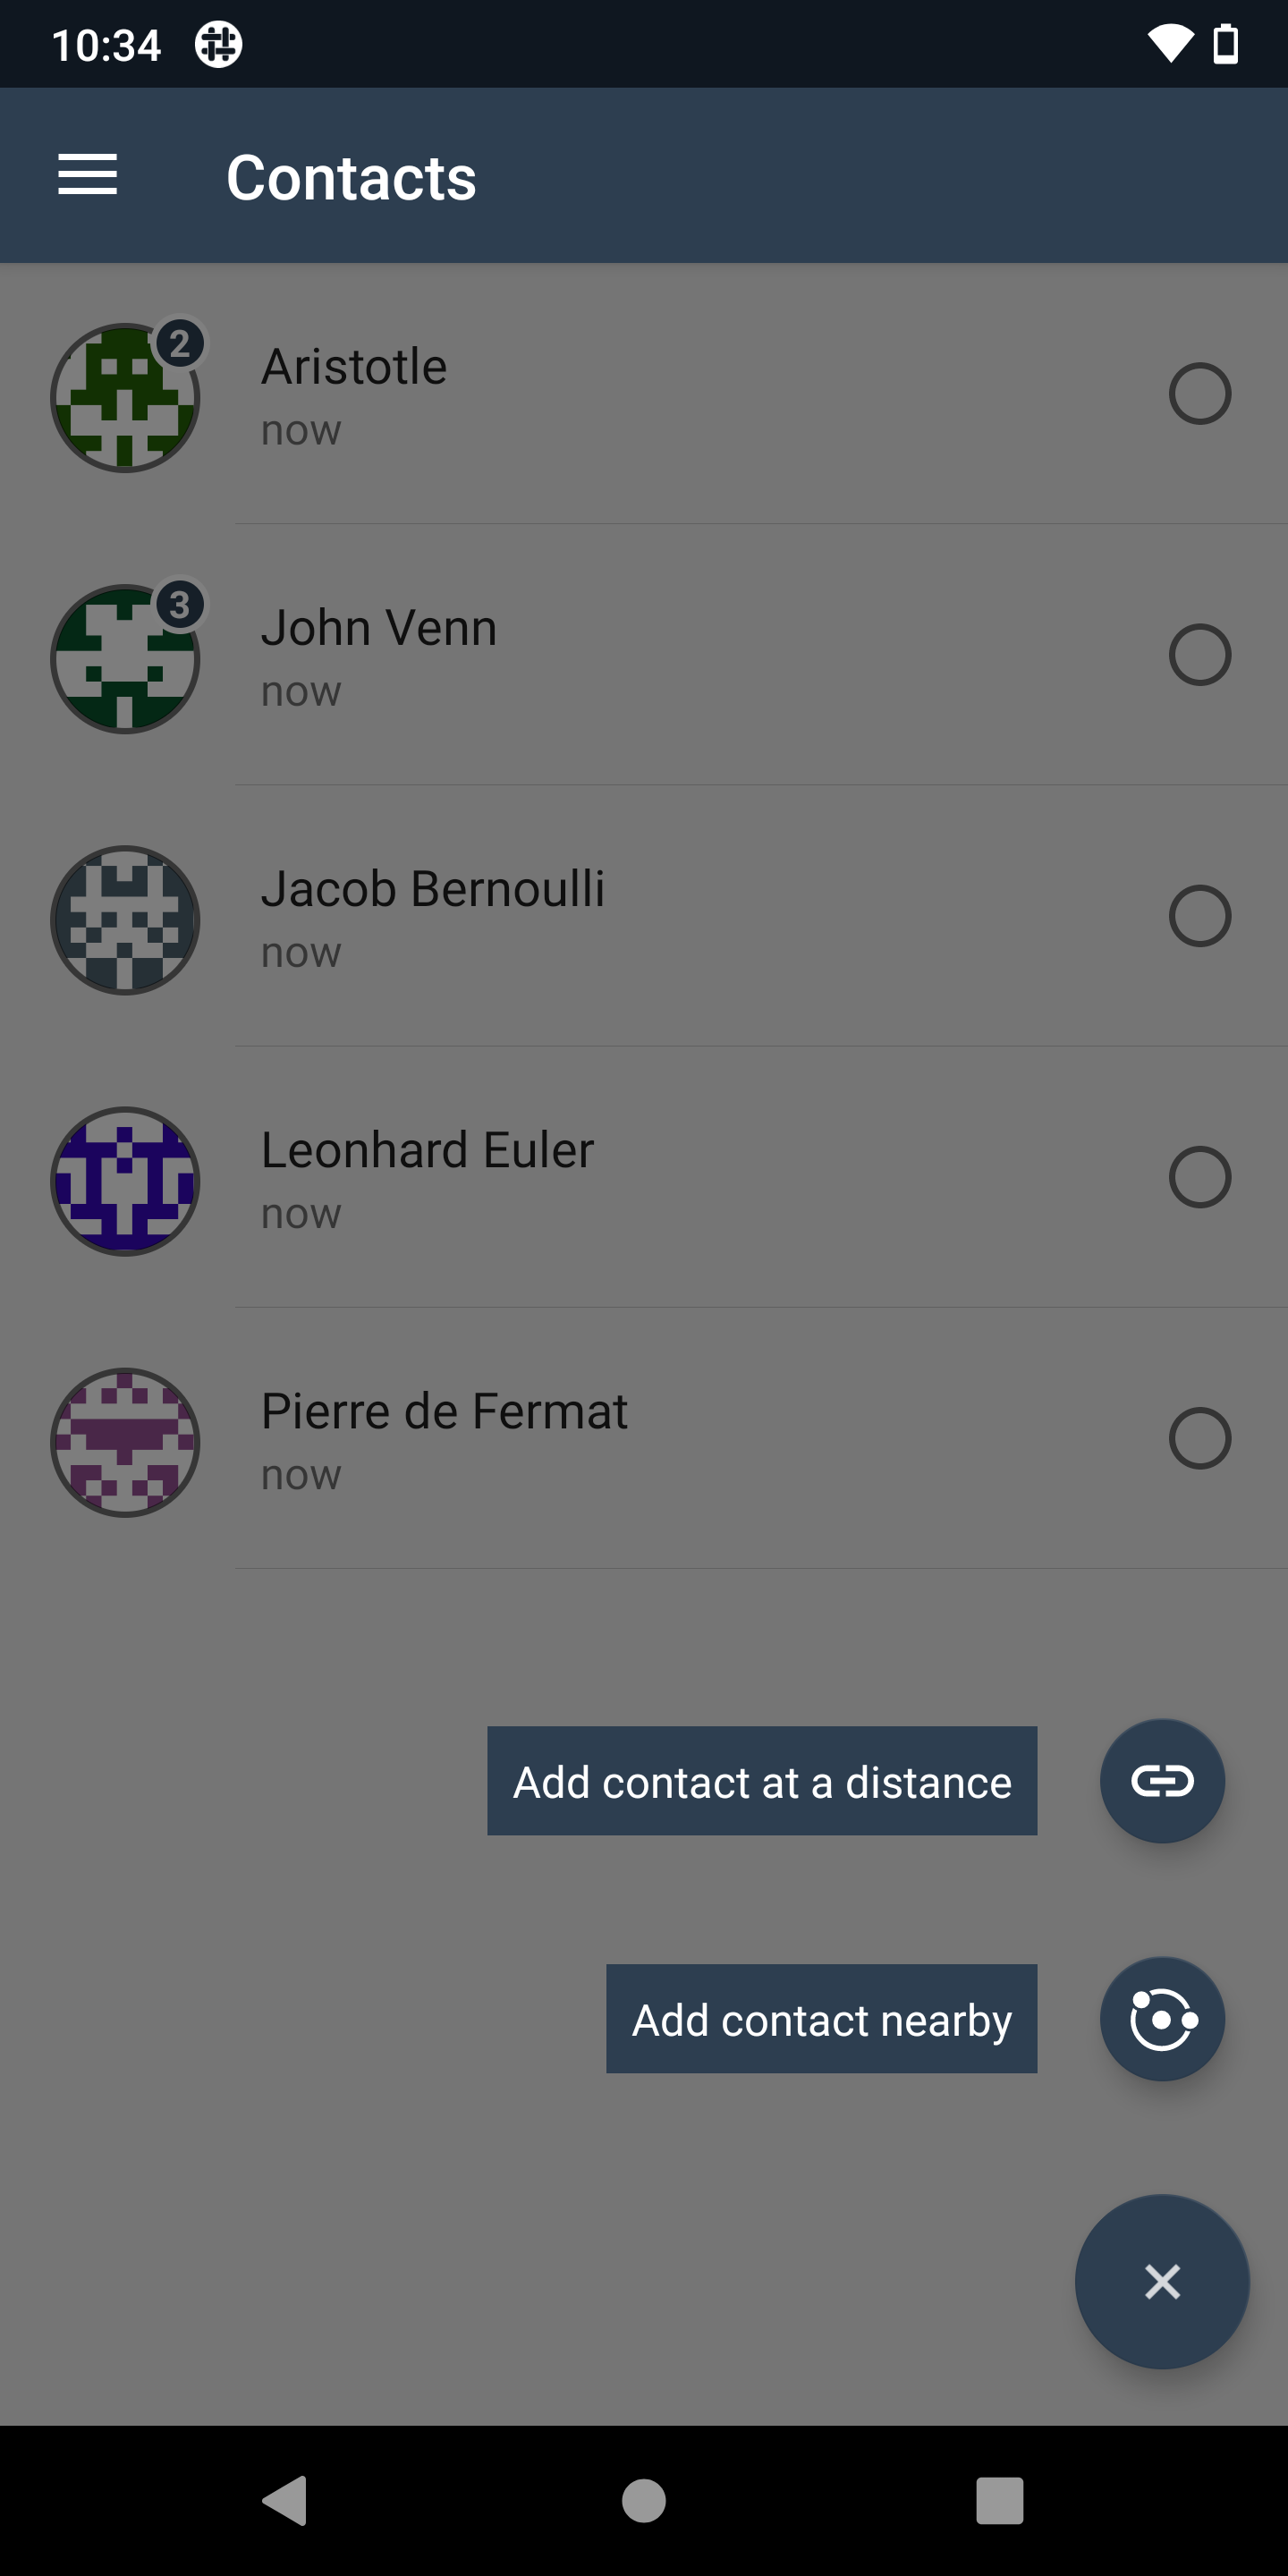 10:34
Contacts
2
Aristotle
now
3
John Venn
now
Jacob Bernoulli
now
Leonhard Euler
now
Pierre de Fermat
now
Add contact at a distance
Add contact nearby